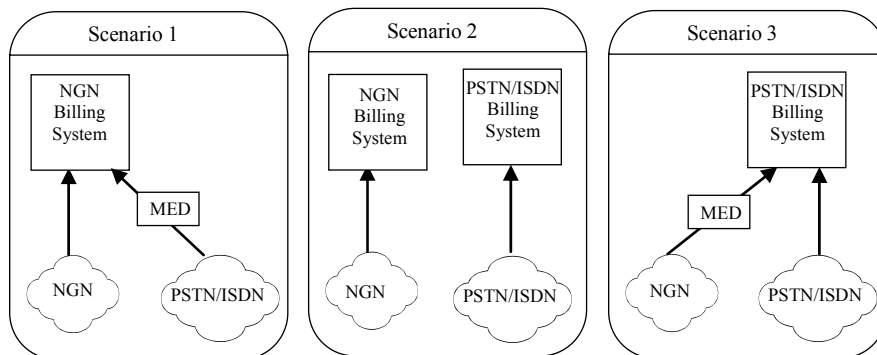 Scenario 1
NGN
Billing
System
MED
NGN
PSTN/ISDN
Scenario 2
NGN
Billing
System
PSTN/ISDN
Billing
System
NGN
PSTN/ISDN
Scenario 3
PSTN/ISDN
Billing
System
MED
NGN
PSTN/ISDN